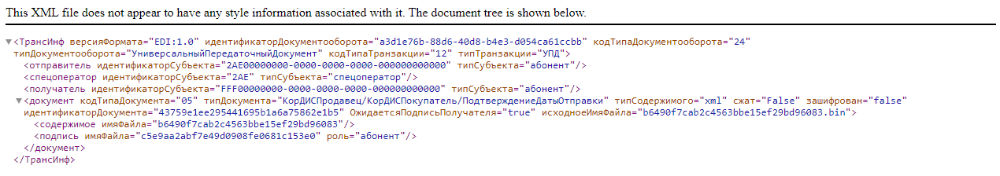 This XML file does not appear to have any style information associated with it. The document tree is shown below.
▼<ТрансИнф версияФормата="EDI:1.0" идентификаторДокументооборота="a3d1e76b-88d6-40d8-b4e3-d054ca61ccbb" кодТипаДокументооборота="24"
типДокументооборота="УниверсальныйПередаточныйДокумент" кодТипаТранзакции="12" типТранзакции="УПД">
<отправитель идентификаторСубъекта="2AE00000000-0000-0000-0000-000000000000" типСубъекта="абонент"/>
<спецоператор идентификаторСубъекта="2AE" типСубъекта="спецоператор"/>
<получатель идентификаторСубъекта="FFF00000000-0000-0000-0000-000000000000" типСубъекта="абонент"/>
▼<документ кодТипаДокумента="05" типДокумента="КорДИСПродавец/КорДИСПокупатель/ПодтверждениеДатыОтправки" типСодержимого="xml" сжат="False" зашифрован="false"
идентификаторДокумента="43759e1ee295441695b1a6a75862e1b5" ОжидаетсяПодписьПолучателя="true" исходноеИмяФайла="b6490f7cab2c4563bbe15ef29bd96083.bin">
<содержимое имяФайла="b6490f7cab2c4563bbe15ef29bd96083"/>
<подпись имяФайла="c5e9aa2abf7e49d0908fe0681c153e0" роль="абонент"/>
</документ>
</ТрансИнф>